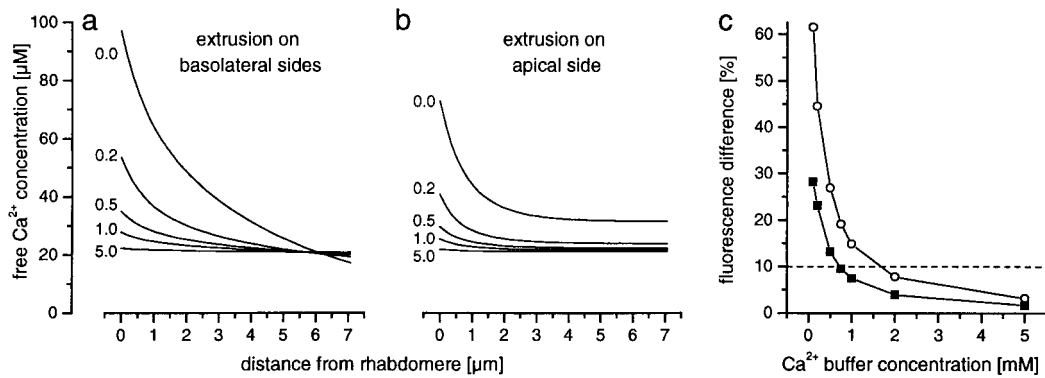 a
extrusion on
basolateral sides
free Ca²⁺ concentration [µM]
100
80
60
40
20
0
0.0
0.2
0.5
1.0
5.0
0 1 2 3 4 5 6 7
b
extrusion on
apical side
0.0
0.2
0.5
1.0
5.0
0 1 2 3 4 5 6 7
distance from rhabdomere [µm]
c
fluorescence difference [%]
60
50
40
30
20
10
0
0 1 2 3 4 5
Ca²⁺ buffer concentration [mM]